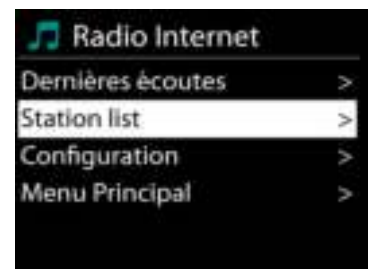 Radio Internet
Dernières écoutes >
Station list >
Configuration >
Menu Principal >